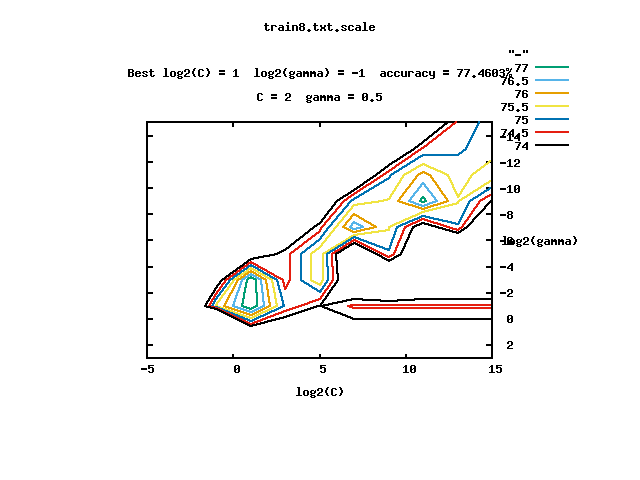 train8.txt.scale
"-"
Best log2(C) = 1 log2(gamma) = -1 accuracy = 77.4603%
77
76.5
C = 2 gamma = 0.5
76
75.5
75
74.5
74
-14
-12
-10
-8
-6
log2(gamma)
-4
-2
0
2
-5 0 5 10 15
log2(C)